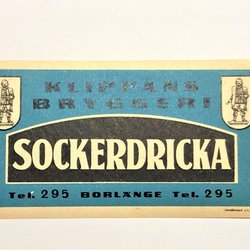 KLIPPANS
BRYGGERI
SOCKERDRICKA
Tel. 295 BORLÄNGE Tel. 295